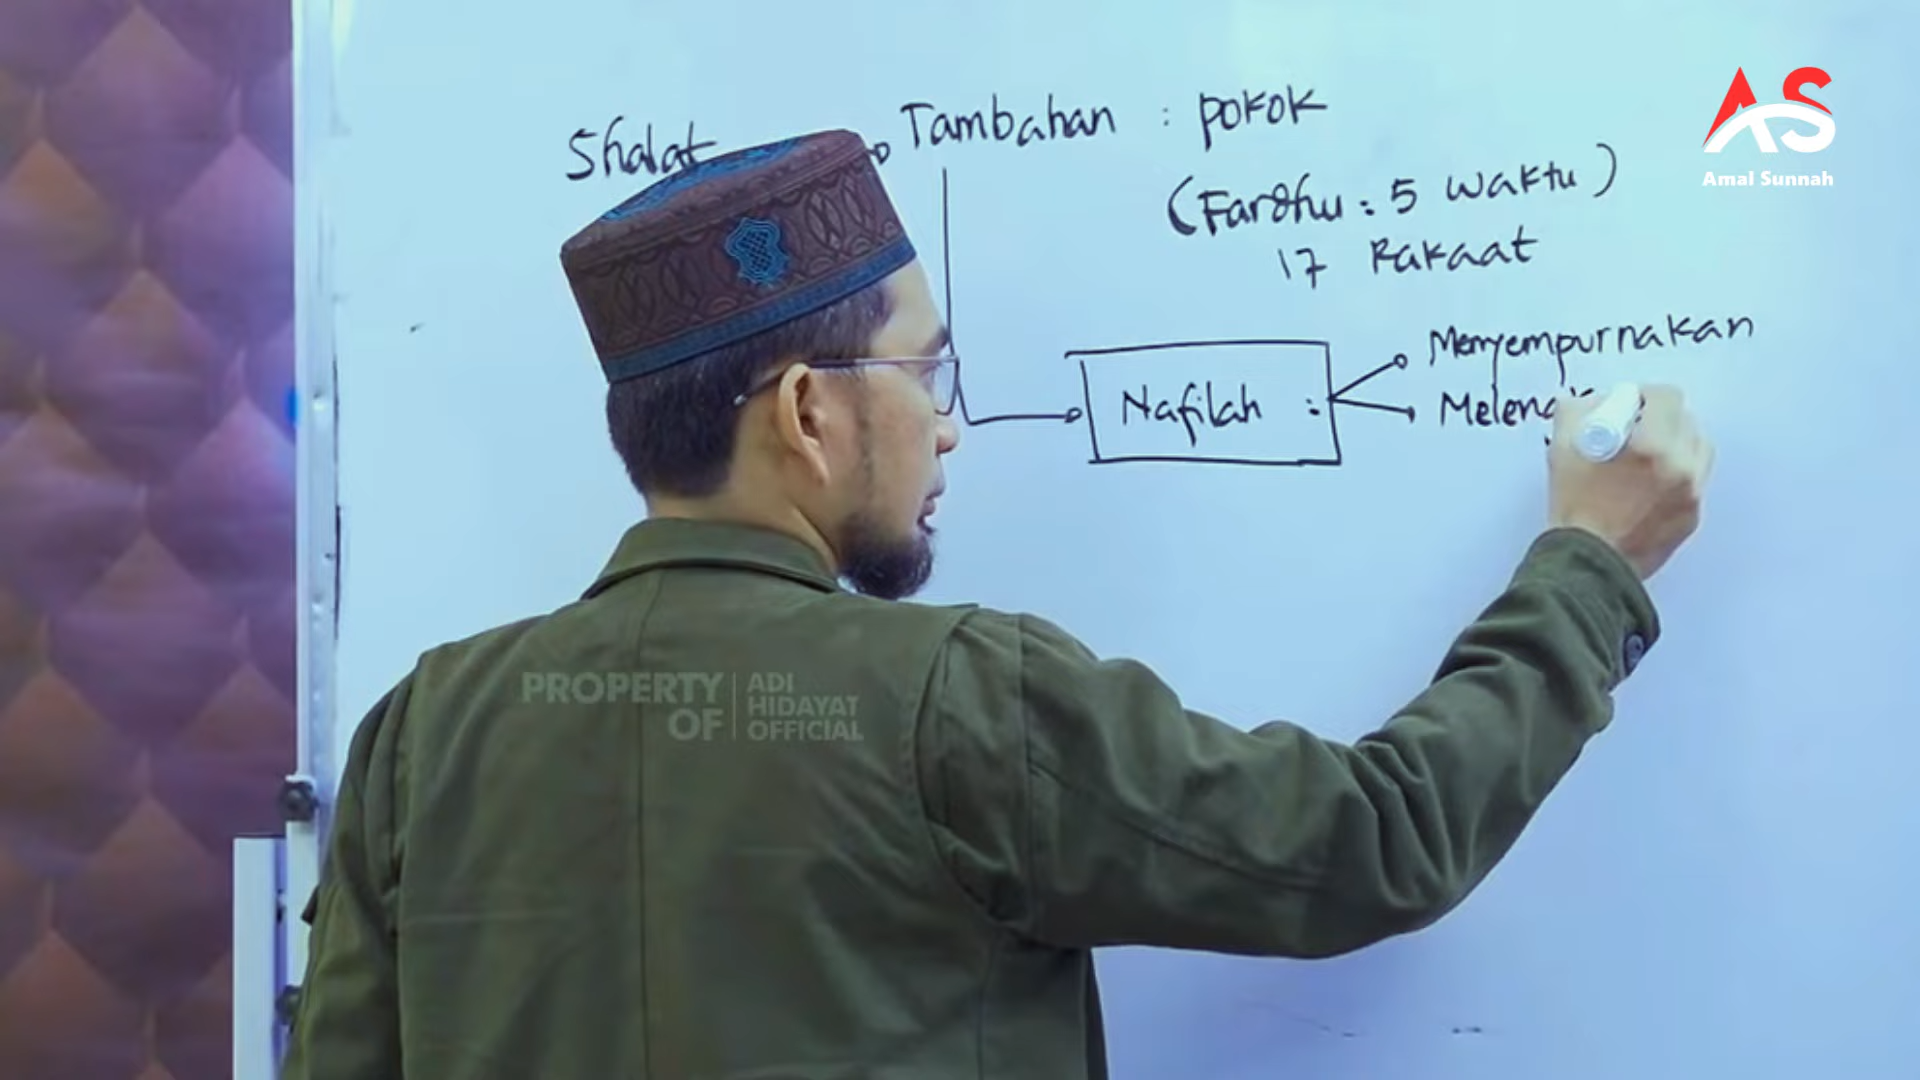 Shalat Tambahan : pokok
(Fardhu : 5 waktu)
17 Rakaat
Menyempurnakan
Nafilah :
AS
Amal Sunnah
PROPERTY OF
ADI HIDAYAT OFFICIAL